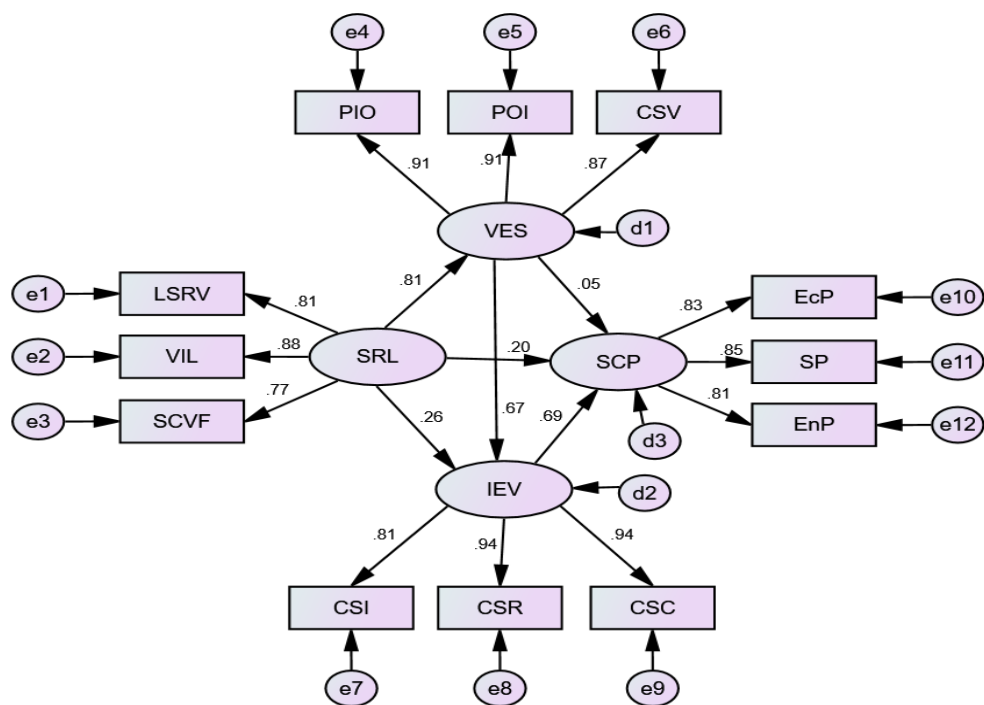 e4 e5 e6
PIO POI CSV
.91 .91 .87
VES d1
e1 LSRV .81 .81 .05 .83 EcP e10
e2 VIL .88 SRL .20 SCP .85 SP e11
e3 SCVF .77 .26 .67 .69 .81 EnP e12
d3
IEV d2
.81 .94 .94
CSI CSR CSC
e7 e8 e9